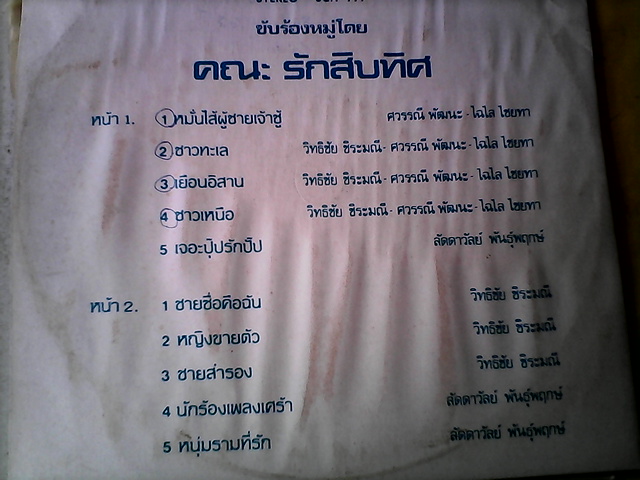 ขับร้องหมู่โดย
คณะ รักสิบทิศ
หน้า 1. 1 หมั่นไส้ผู้ชายเจ้าชู้ ศวรรณี พัฒนะ - ไฉไล ไชยทา
2 ชาวทะเล วิทธิชัย ชิระมณี - ศวรรณี พัฒนะ - ไฉไล ไชยทา
3 เยือนอิสาน วิทธิชัย ชิระมณี - ศวรรณี พัฒนะ - ไฉไล ไชยทา
4 ชาวเหนือ วิทธิชัย ชิระมณี - ศวรรณี พัฒนะ - ไฉไล ไชยทา
5 เจอะปุ๊ปรักปั๊ป ลัดดาวัลย์ พันธุ์พฤกษ์
หน้า 2. 1 ชายชื่อคือฉัน วิทธิชัย ชิระมณี
2 หญิงขายตัว วิทธิชัย ชิระมณี
3 ชายสำรอง วิทธิชัย ชิระมณี
4 นักร้องเพลงเศร้า ลัดดาวัลย์ พันธุ์พฤกษ์
5 หนุ่มรามที่รัก ลัดดาวัลย์ พันธุ์พฤกษ์